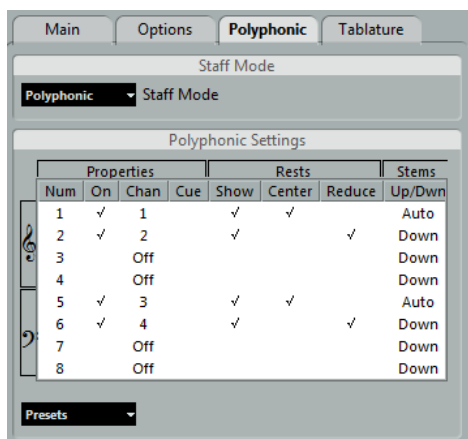 Main Options Polyphonic Tablature
Staff Mode
Polyphonic Staff Mode
Polyphonic Settings
Properties Rests Stems
Num On Chan Cue Show Center Reduce Up/Dwn
1 √ 1 √ √ Auto
2 √ 2 √ √ Down
3 Off Down
4 Off Down
5 √ 3 √ √ Auto
6 √ 4 √ √ Down
7 Off Down
8 Off Down
Presets